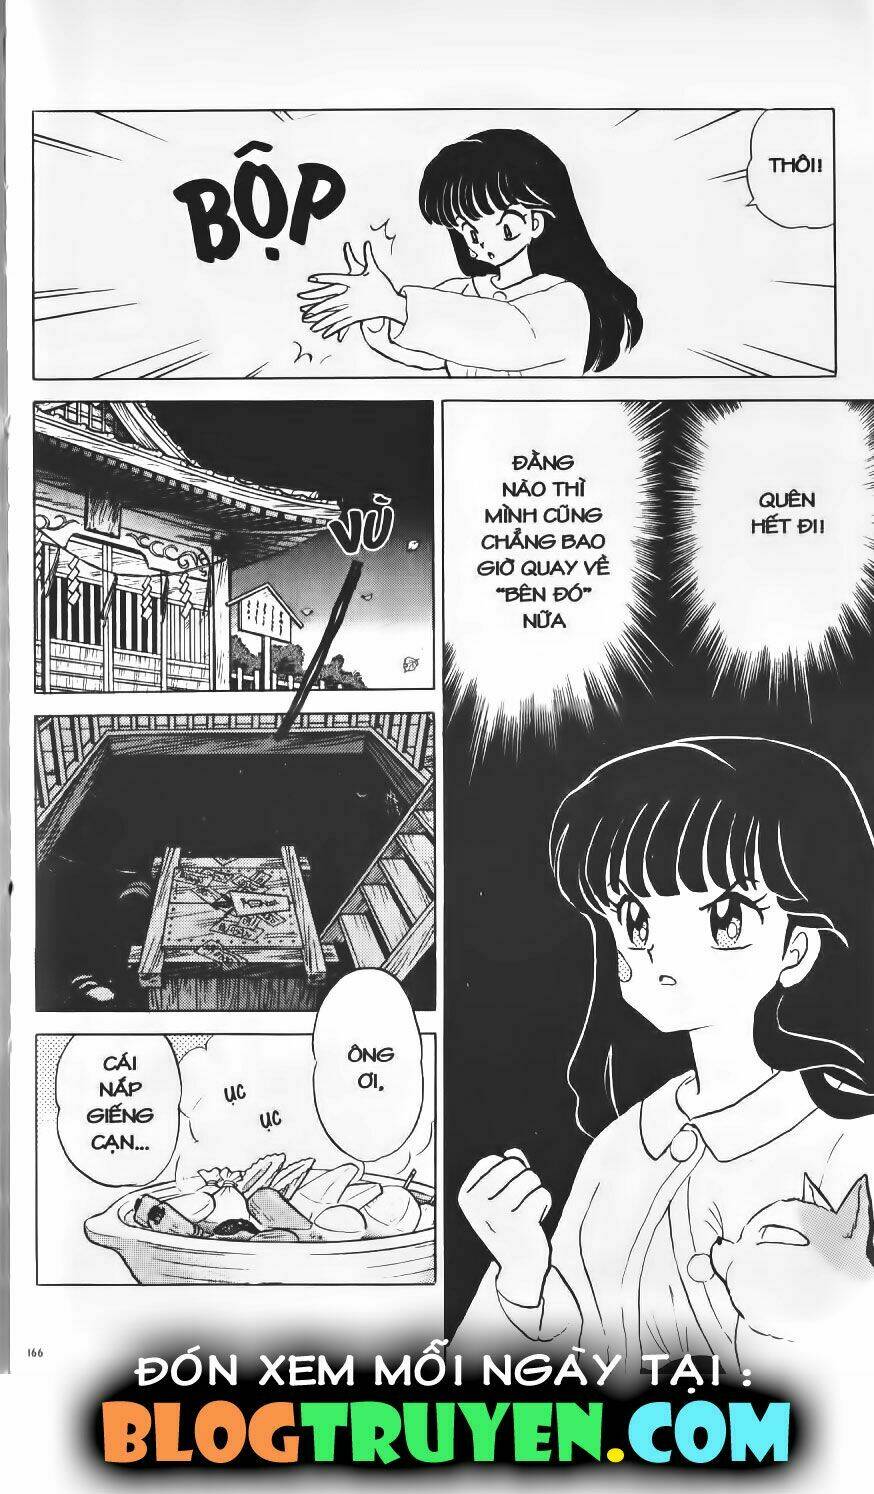 THÔI!
BỘP
QUÊN
HẾT ĐI!
ĐẰNG
NÀO THÌ
MÌNH CŨNG
CHẲNG BAO
GIỜ QUAY VỀ
"BÊN ĐÓ"
NỮA
VÙ
ÔNG
ƠI,
CÁI
NẮP
GIẾNG
CẠN...
ỤC
ỤC
166
ĐÓN XEM MỖI NGÀY TẠI :
BLOGTRUYEN.COM